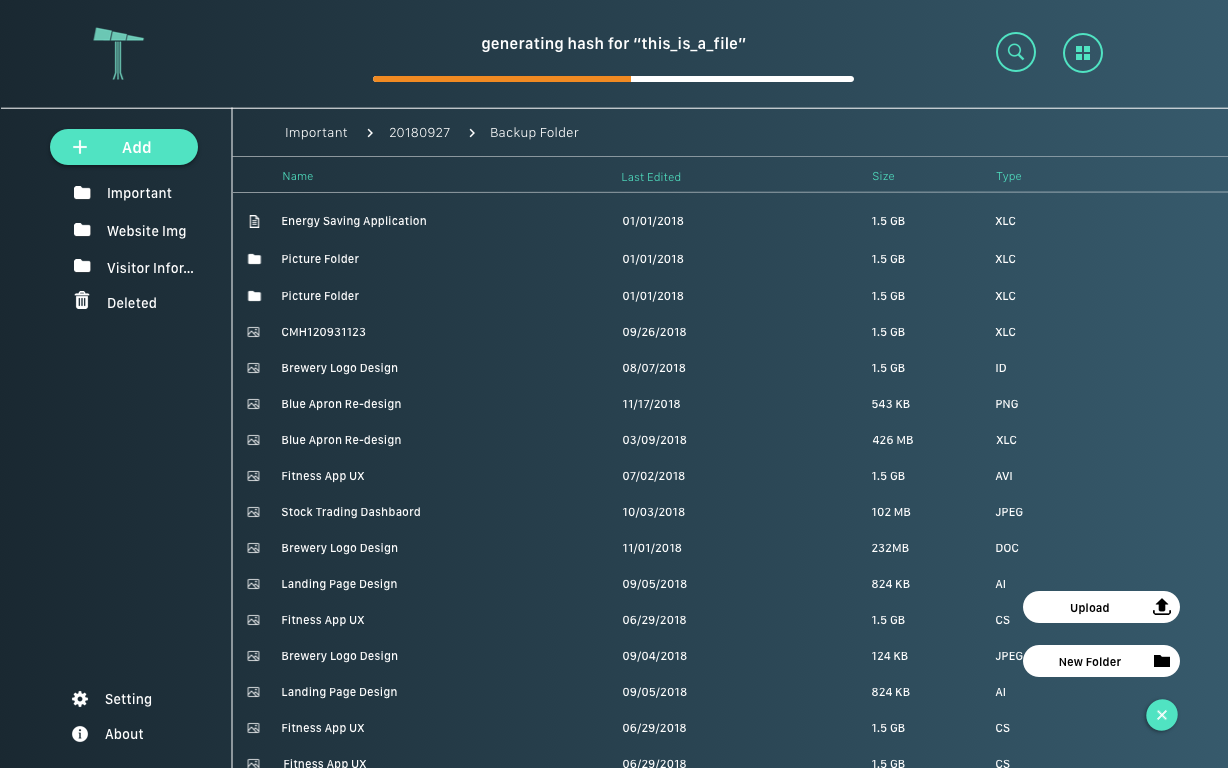 generating hash for “this_is_a_file”
Add
Important
Website Img
Visitor Infor...
Deleted
Setting
About
Important > 20180927 > Backup Folder
Name Last Edited Size Type
Energy Saving Application 01/01/2018 1.5 GB XLC
Picture Folder 01/01/2018 1.5 GB XLC
Picture Folder 01/01/2018 1.5 GB XLC
CMH120931123 09/26/2018 1.5 GB XLC
Brewery Logo Design 08/07/2018 1.5 GB ID
Blue Apron Re-design 11/17/2018 543 KB PNG
Blue Apron Re-design 03/09/2018 426 MB XLC
Fitness App UX 07/02/2018 1.5 GB AVI
Stock Trading Dashbaord 10/03/2018 102 MB JPEG
Brewery Logo Design 11/01/2018 232MB DOC
Landing Page Design 09/05/2018 824 KB AI
Fitness App UX 06/29/2018 1.5 GB CS
Brewery Logo Design 09/04/2018 124 KB JPEG
Landing Page Design 09/05/2018 824 KB AI
Fitness App UX 06/29/2018 1.5 GB CS
Fitness App UX 06/29/2018 1.5 GB CS
Upload
New Folder